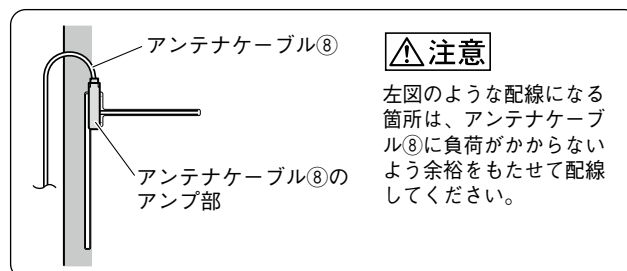 アンテナケーブル⑧
アンテナケーブル⑧の
アンプ部
注意
左図のような配線になる
箇所は、アンテナケーブ
ル⑧に負荷がかからない
よう余裕をもたせて配線
してください。